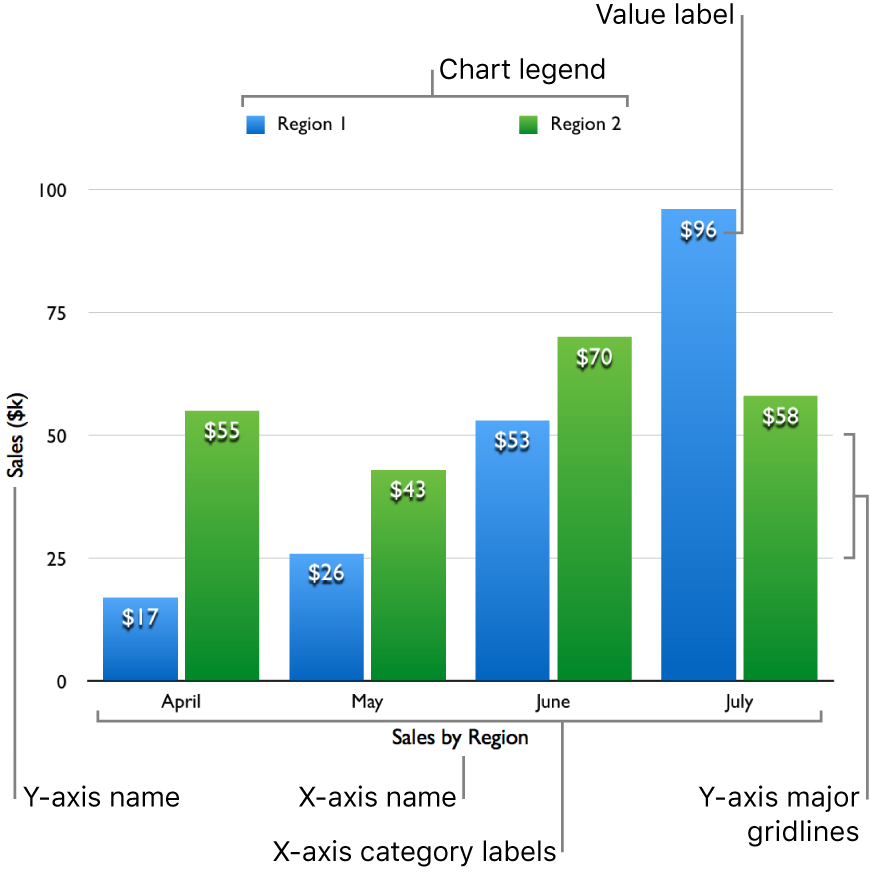 Value label
Chart legend
Region 1
Region 2
100
75
50
25
0
Sales ($k)
$17
$55
$26
$43
$53
$70
$96
$58
April
May
June
July
Sales by Region
Y-axis name
X-axis name
Y-axis major
gridlines
X-axis category labels